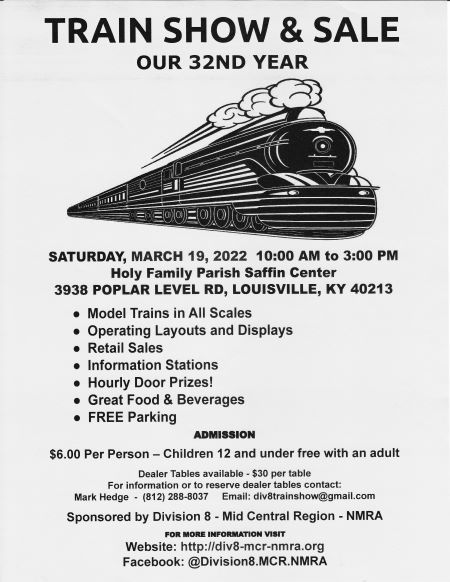 TRAIN SHOW & SALE
OUR 32ND YEAR
SATURDAY, MARCH 19, 2022 10:00 AM to 3:00 PM
Holy Family Parish Saffin Center
3938 POPLAR LEVEL RD, LOUISVILLE, KY 40213
● Model Trains in All Scales
● Operating Layouts and Displays
● Retail Sales
● Information Stations
● Hourly Door Prizes!
● Great Food & Beverages
● FREE Parking
ADMISSION
$6.00 Per Person – Children 12 and under free with an adult
Dealer Tables available - $30 per table
For information or to reserve dealer tables contact:
Mark Hedge - (812) 288-8037 Email: div8trainshow@gmail.com
Sponsored by Division 8 - Mid Central Region - NMRA
FOR MORE INFORMATION VISIT
Website: http://div8-mcr-nmra.org
Facebook: @Division8.MCR.NMRA